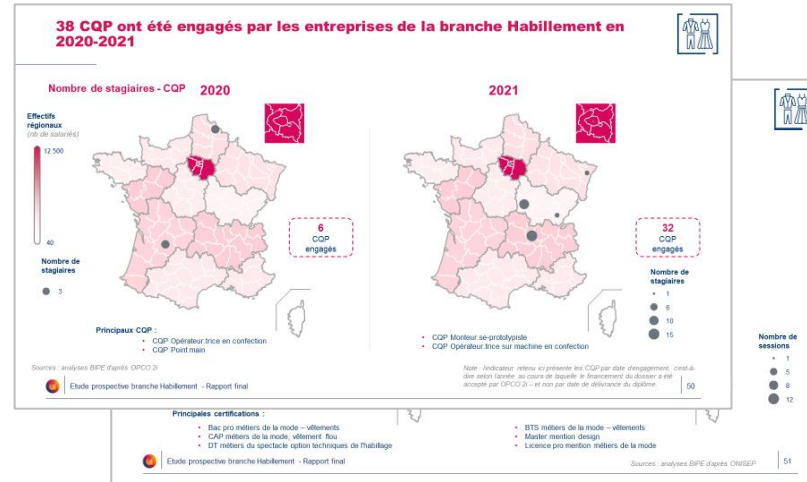 38 CQP ont été engagés par les entreprises de la branche Habillement en
2020-2021
Nombre de stagiaires - CQP
2020
2021
Effectifs
régionaux
(nb de salariés)
12 500
40
Nombre de
stagiaires
3
6
CQP
engagés
32
CQP
engagés
Nombre de
stagiaires
1
6
10
15
Principaux CQP :
• CQP Opérateur.trice en confection
• CQP Point main
• CQP Monteur.se-prototypiste
• CQP Opérateur.trice sur machine en confection
Sources : analyses BIPE d'après OPCO 2i
Note : l'indicateur retenu ici présente les CQP par date d'engagement, c'est-à-
dire selon l'année au cours de laquelle le financement du dossier a été
accepté par OPCO 2i – et non par date de délivrance du diplôme.
Etude prospective branche Habillement - Rapport final
50
Nombre de
sessions
1
5
8
12
Principales certifications :
• Bac pro métiers de la mode – vêtements
• CAP métiers de la mode, vêtement flou
• DT métiers du spectacle option techniques de l'habillage
• BTS métiers de la mode – vêtements
• Master mention design
• Licence pro mention métiers de la mode
Etude prospective branche Habillement - Rapport final
Sources : analyses BIPE d'après ONISEP
51